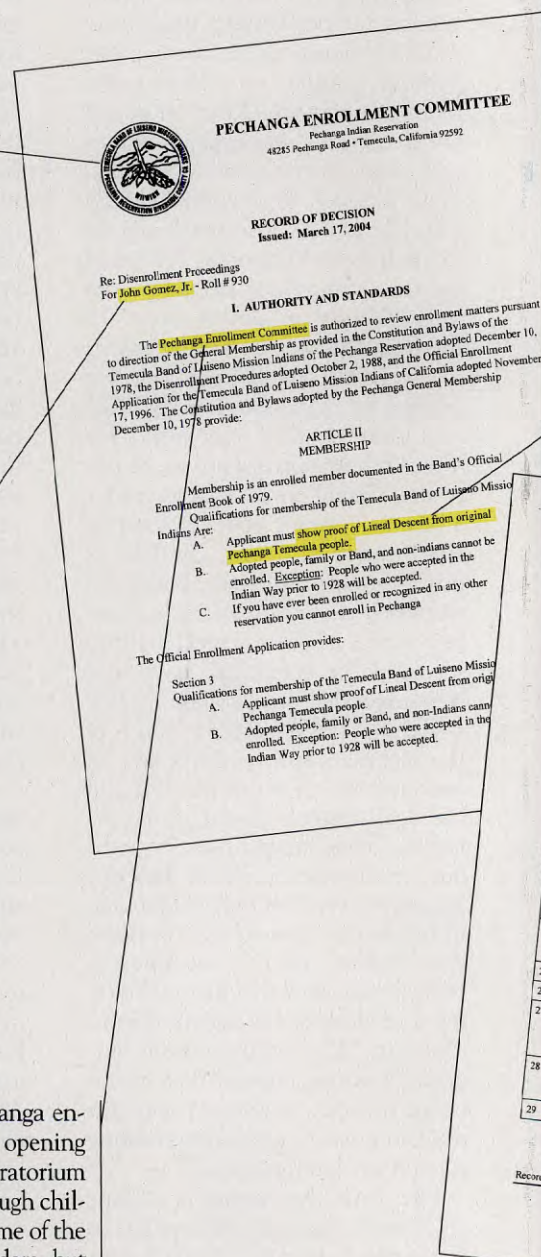 PECHANGA ENROLLMENT COMMITTEE
Pechanga Indian Reservation
48285 Pechanga Road • Temecula, California 92592
RECORD OF DECISION
Issued: March 17, 2004
Re: Disenrollment Proceedings
For John Gomez, Jr. - Roll # 930
I. AUTHORITY AND STANDARDS
The Pechanga Enrollment Committee is authorized to review enrollment matters pursuant
to direction of the General Membership as provided in the Constitution and Bylaws of the
Temecula Band of Luiseno Mission Indians of the Pechanga Reservation adopted December 10,
1978, the Disenrollment Procedures adopted October 2, 1988, and the Official Enrollment
Application for the Temecula Band of Luiseno Mission Indians of California adopted November
17, 1996. The Constitution and Bylaws adopted by the Pechanga General Membership
December 10, 1978 provide:
ARTICLE II
MEMBERSHIP
Membership is an enrolled member documented in the Band's Official
Enrollment Book of 1979.
Qualifications for membership of the Temecula Band of Luiseno Missio
Indians Are:
A. Applicant must show proof of Lineal Descent from original
Pechanga Temecula people.
B. Adopted people, family or Band, and non-indians cannot be
enrolled. Exception: People who were accepted in the
Indian Way prior to 1928 will be accepted.
C. If you have ever been enrolled or recognized in any other
reservation you cannot enroll in Pechanga
The Official Enrollment Application provides:
Section 3
Qualifications for membership of the Temecula Band of Luiseno Missio
A. Applicant must show proof of Lineal Descent from origi
Pechanga Temecula people.
B. Adopted people, family or Band, and non-Indians cann
enrolled. Exception: People who were accepted in the
Indian Way prior to 1928 will be accepted.
28
29
Record
anga en-
opening
ratorium
ugh chil-
me of the